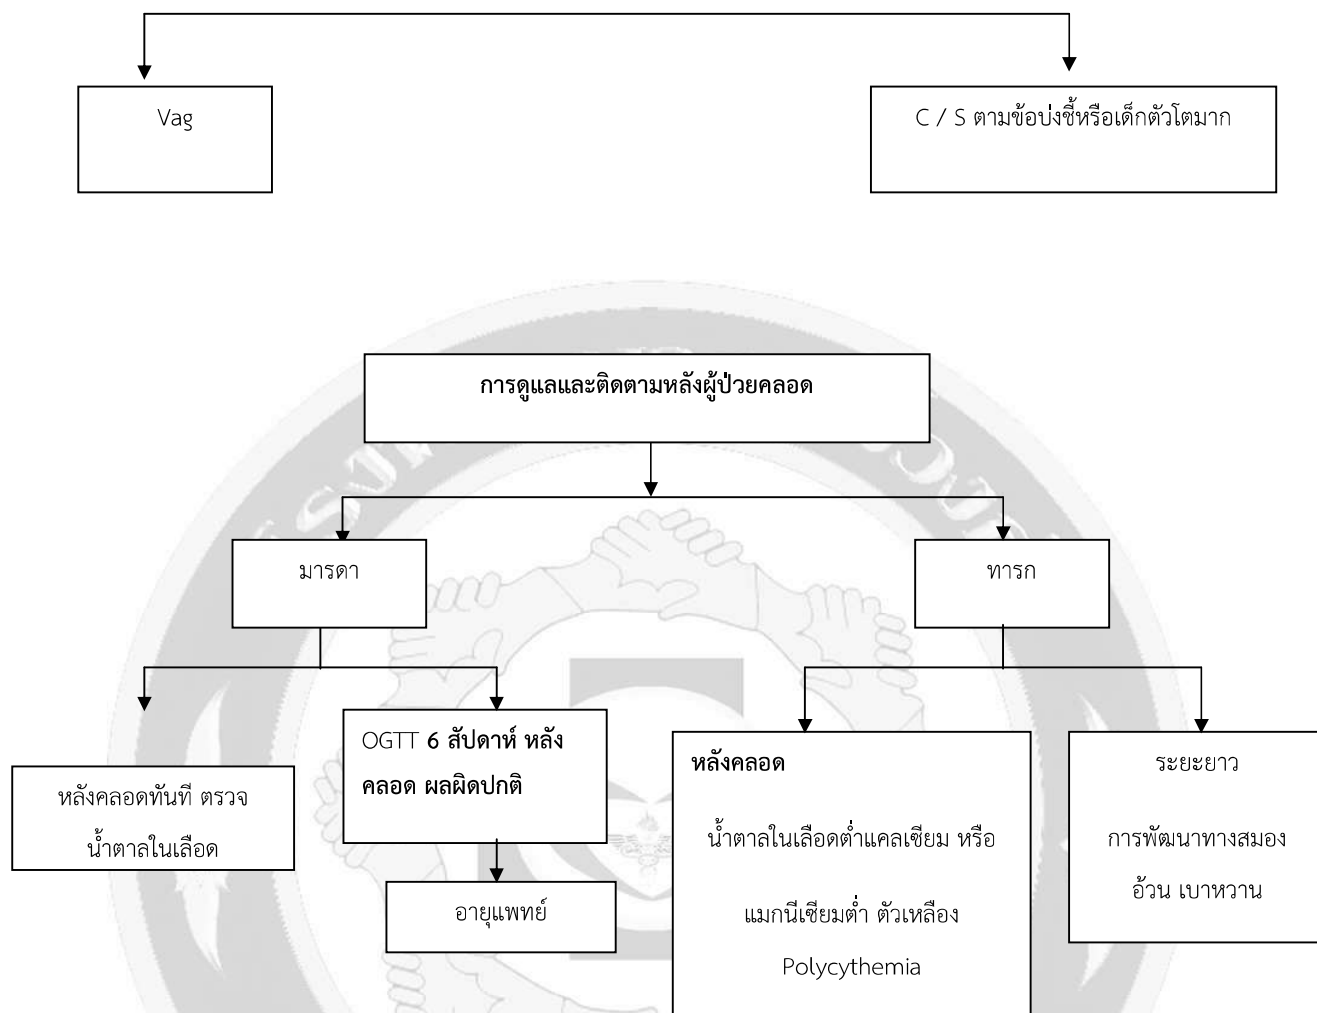 Vag
C / S ตามข้อบ่งชี้หรือเด็กตัวโตมาก
การดูแลและติดตามหลังผู้ป่วยคลอด
มารดา
ทารก
หลังคลอดทันที ตรวจ
น้ำตาลในเลือด
OGTT 6 สัปดาห์ หลัง
คลอด ผลผิดปกติ
อายุแพทย์
หลังคลอด
น้ำตาลในเลือดต่ำแคลเซียม หรือ
แมกนีเซียมต่ำ ตัวเหลือง
Polycythemia
ระยะยาว
การพัฒนาทางสมอง
อ้วน เบาหวาน